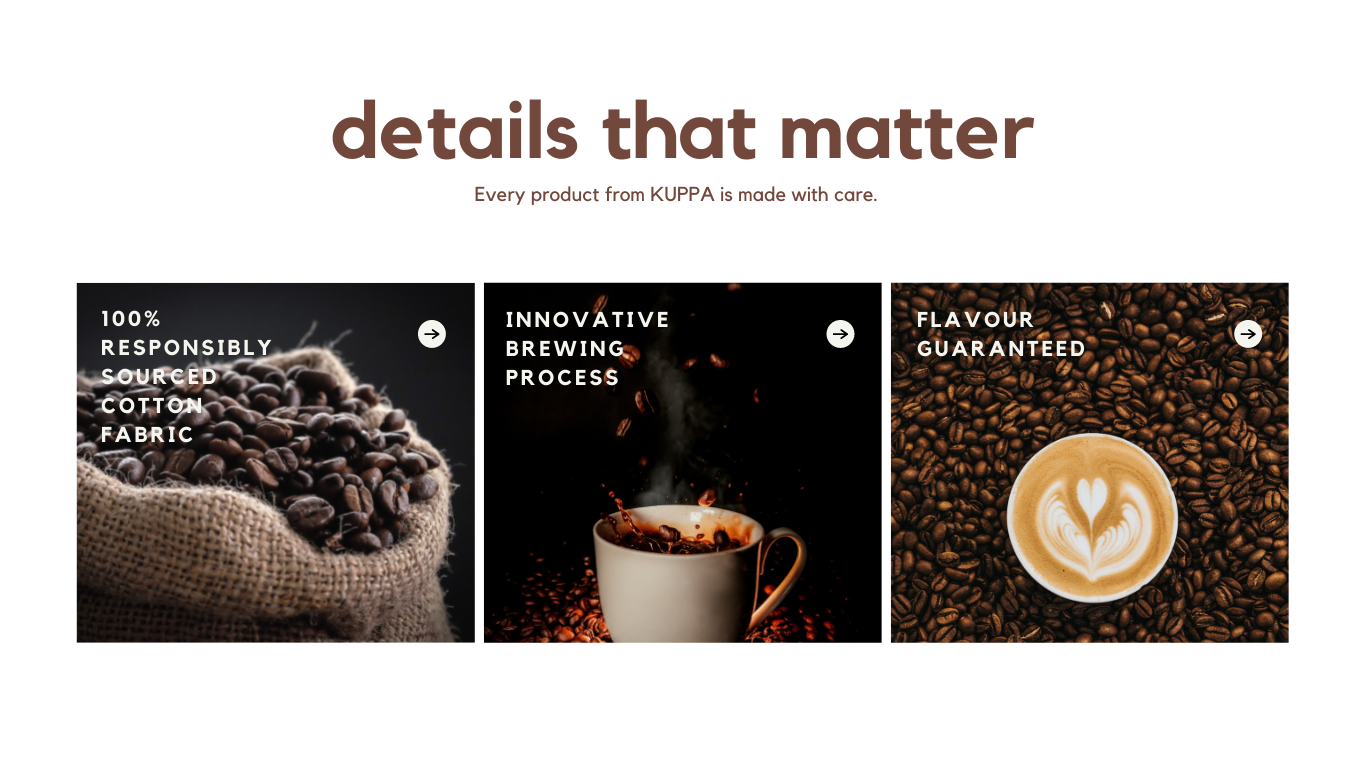 details that matter
Every product from KUPPA is made with care.
100%
RESPONSIBLY
SOURCED
COTTON
FABRIC
INNOVATIVE
BREWING
PROCESS
FLAVOUR
GUARANTEED